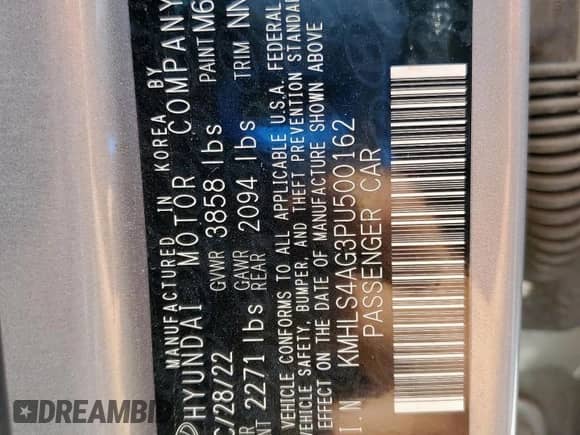 MANUFACTURED IN KOREA BY
HYUNDAI MOTOR COMPANY
C/28/22 GVWR 3858 lbs PAINT M6
2271 lbs GAWR REAR 2094 lbs TRIM NN
VEHICLE CONFORMS TO ALL APPLICABLE U.S.A. FEDERAL
VEHICLE SAFETY, BUMPER, AND THEFT PREVENTION STANDAR
EFFECT ON THE DATE OF MANUFACTURE SHOWN ABOVE
I.N KMHLS4AG3PU500162
PASSENGER CAR
DREAMBID